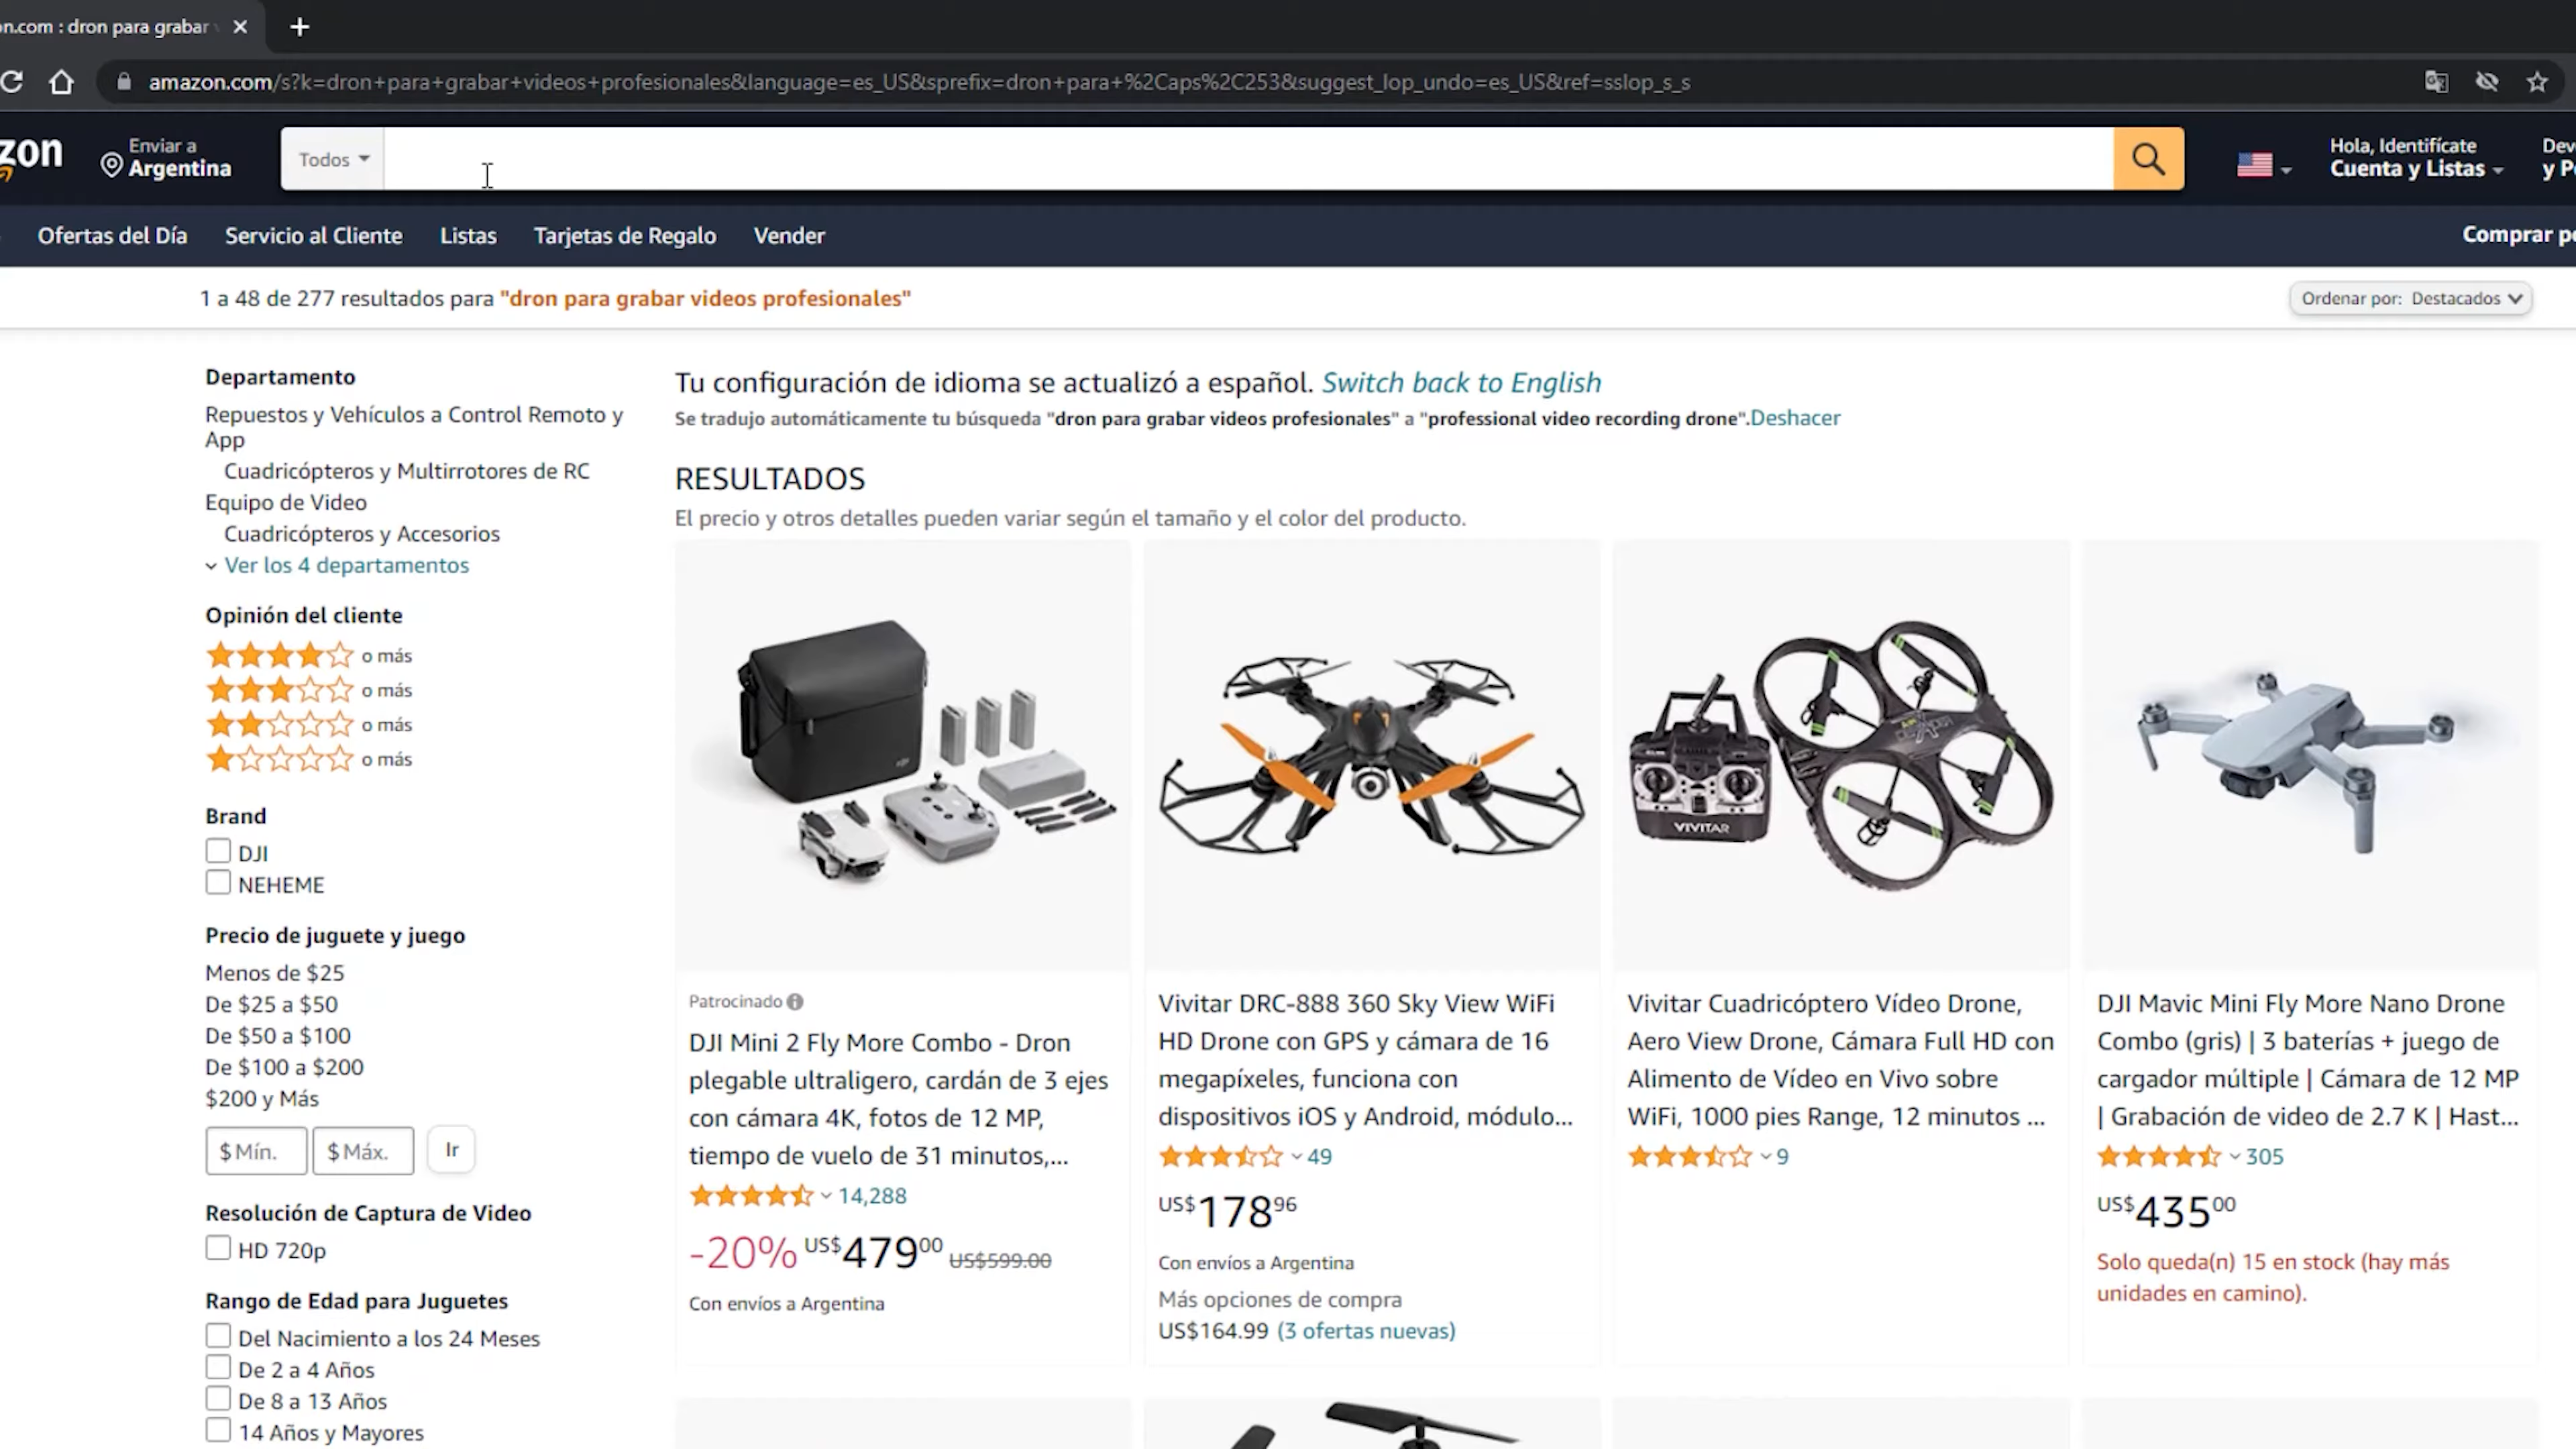 on.com : dron para grabar
amazon.com/s?k=dron+para+grabar+videos+profesionales&language=es_US&sprefix=dron+para+%2Caps%2C253&suggest_lop_undo=es_US&ref=sslop_s_s
zon
Enviar a
Argentina
Todos
Hola, Identifícate
Cuenta y Listas
Dev
y P
Ofertas del Día
Servicio al Cliente
Listas
Tarjetas de Regalo
Vender
Comprar p
1 a 48 de 277 resultados para "dron para grabar videos profesionales"
Ordenar por: Destacados
Departamento
Repuestos y Vehículos a Control Remoto y
App
Cuadricópteros y Multirrotores de RC
Equipo de Video
Cuadricópteros y Accesorios
Ver los 4 departamentos
Opinión del cliente
o más
o más
o más
o más
Brand
DJI
NEHEME
Precio de juguete y juego
Menos de $25
De $25 a $50
De $50 a $100
De $100 a $200
$200 y Más
$ Mín.
$ Máx.
Ir
Resolución de Captura de Video
HD 720p
Rango de Edad para Juguetes
Del Nacimiento a los 24 Meses
De 2 a 4 Años
De 8 a 13 Años
14 Años y Mayores
Tu configuración de idioma se actualizó a español. Switch back to English
Se tradujo automáticamente tu búsqueda "dron para grabar videos profesionales" a "professional video recording drone".Deshacer
RESULTADOS
El precio y otros detalles pueden variar según el tamaño y el color del producto.
Patrocinado
DJI Mini 2 Fly More Combo - Dron
plegable ultraligero, cardán de 3 ejes
con cámara 4K, fotos de 12 MP,
tiempo de vuelo de 31 minutos,...
14,288
-20% US$47900 US$599.00
Con envíos a Argentina
Vivitar DRC-888 360 Sky View WiFi
HD Drone con GPS y cámara de 16
megapíxeles, funciona con
dispositivos iOS y Android, módulo...
49
US$17896
Con envíos a Argentina
Más opciones de compra
US$164.99 (3 ofertas nuevas)
VIVITAR
Vivitar Cuadricóptero Vídeo Drone,
Aero View Drone, Cámara Full HD con
Alimento de Vídeo en Vivo sobre
WiFi, 1000 pies Range, 12 minutos ...
9
DJI Mavic Mini Fly More Nano Drone
Combo (gris) | 3 baterías + juego de
cargador múltiple | Cámara de 12 MP
| Grabación de video de 2.7 K | Hast...
305
US$43500
Solo queda(n) 15 en stock (hay más
unidades en camino).